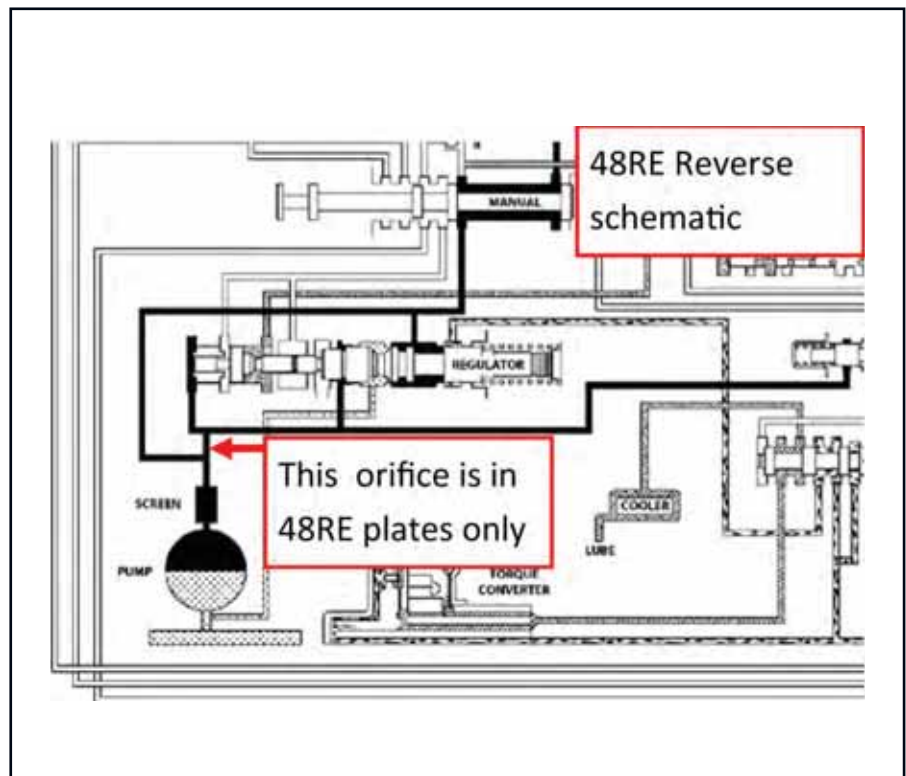 48RE Reverse
schematic
MANUAL
REGULATOR
This orifice is in
48RE plates only
SCREEN
COOLER
LUBE
PUMP
TORQUE
CONVERTER